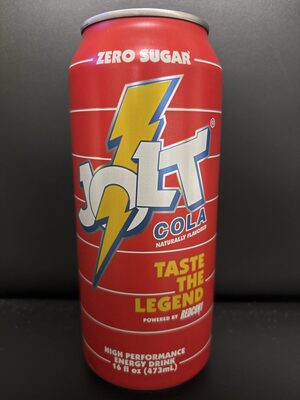 ZERO SUGAR
JOLT®
COLA
NATURALLY FLAVORED
TASTE
THE
LEGEND
POWERED BY REDCON1
HIGH PERFORMANCE
ENERGY DRINK
16 fl oz (473mL)